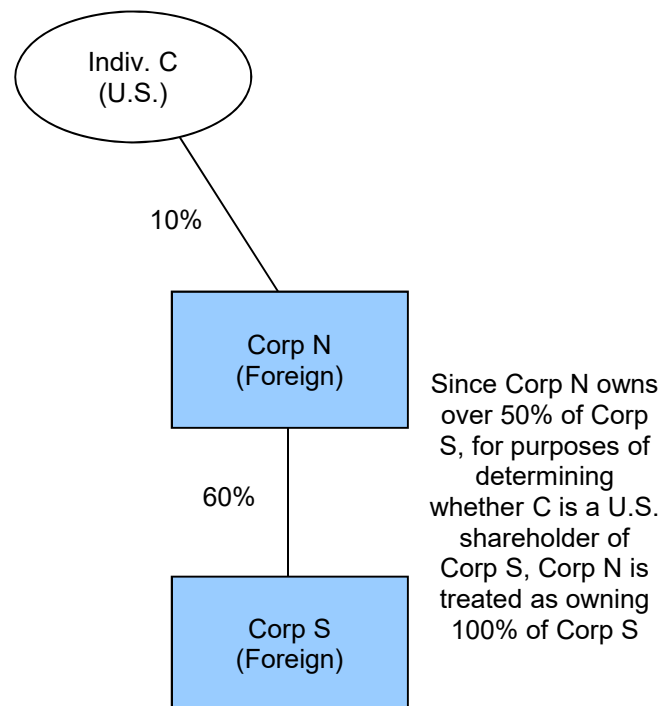 Indiv. C
(U.S.)
10%
Corp N
(Foreign)
Since Corp N owns
over 50% of Corp
S, for purposes of
determining
whether C is a U.S.
shareholder of
Corp S, Corp N is
treated as owning
100% of Corp S
60%
Corp S
(Foreign)